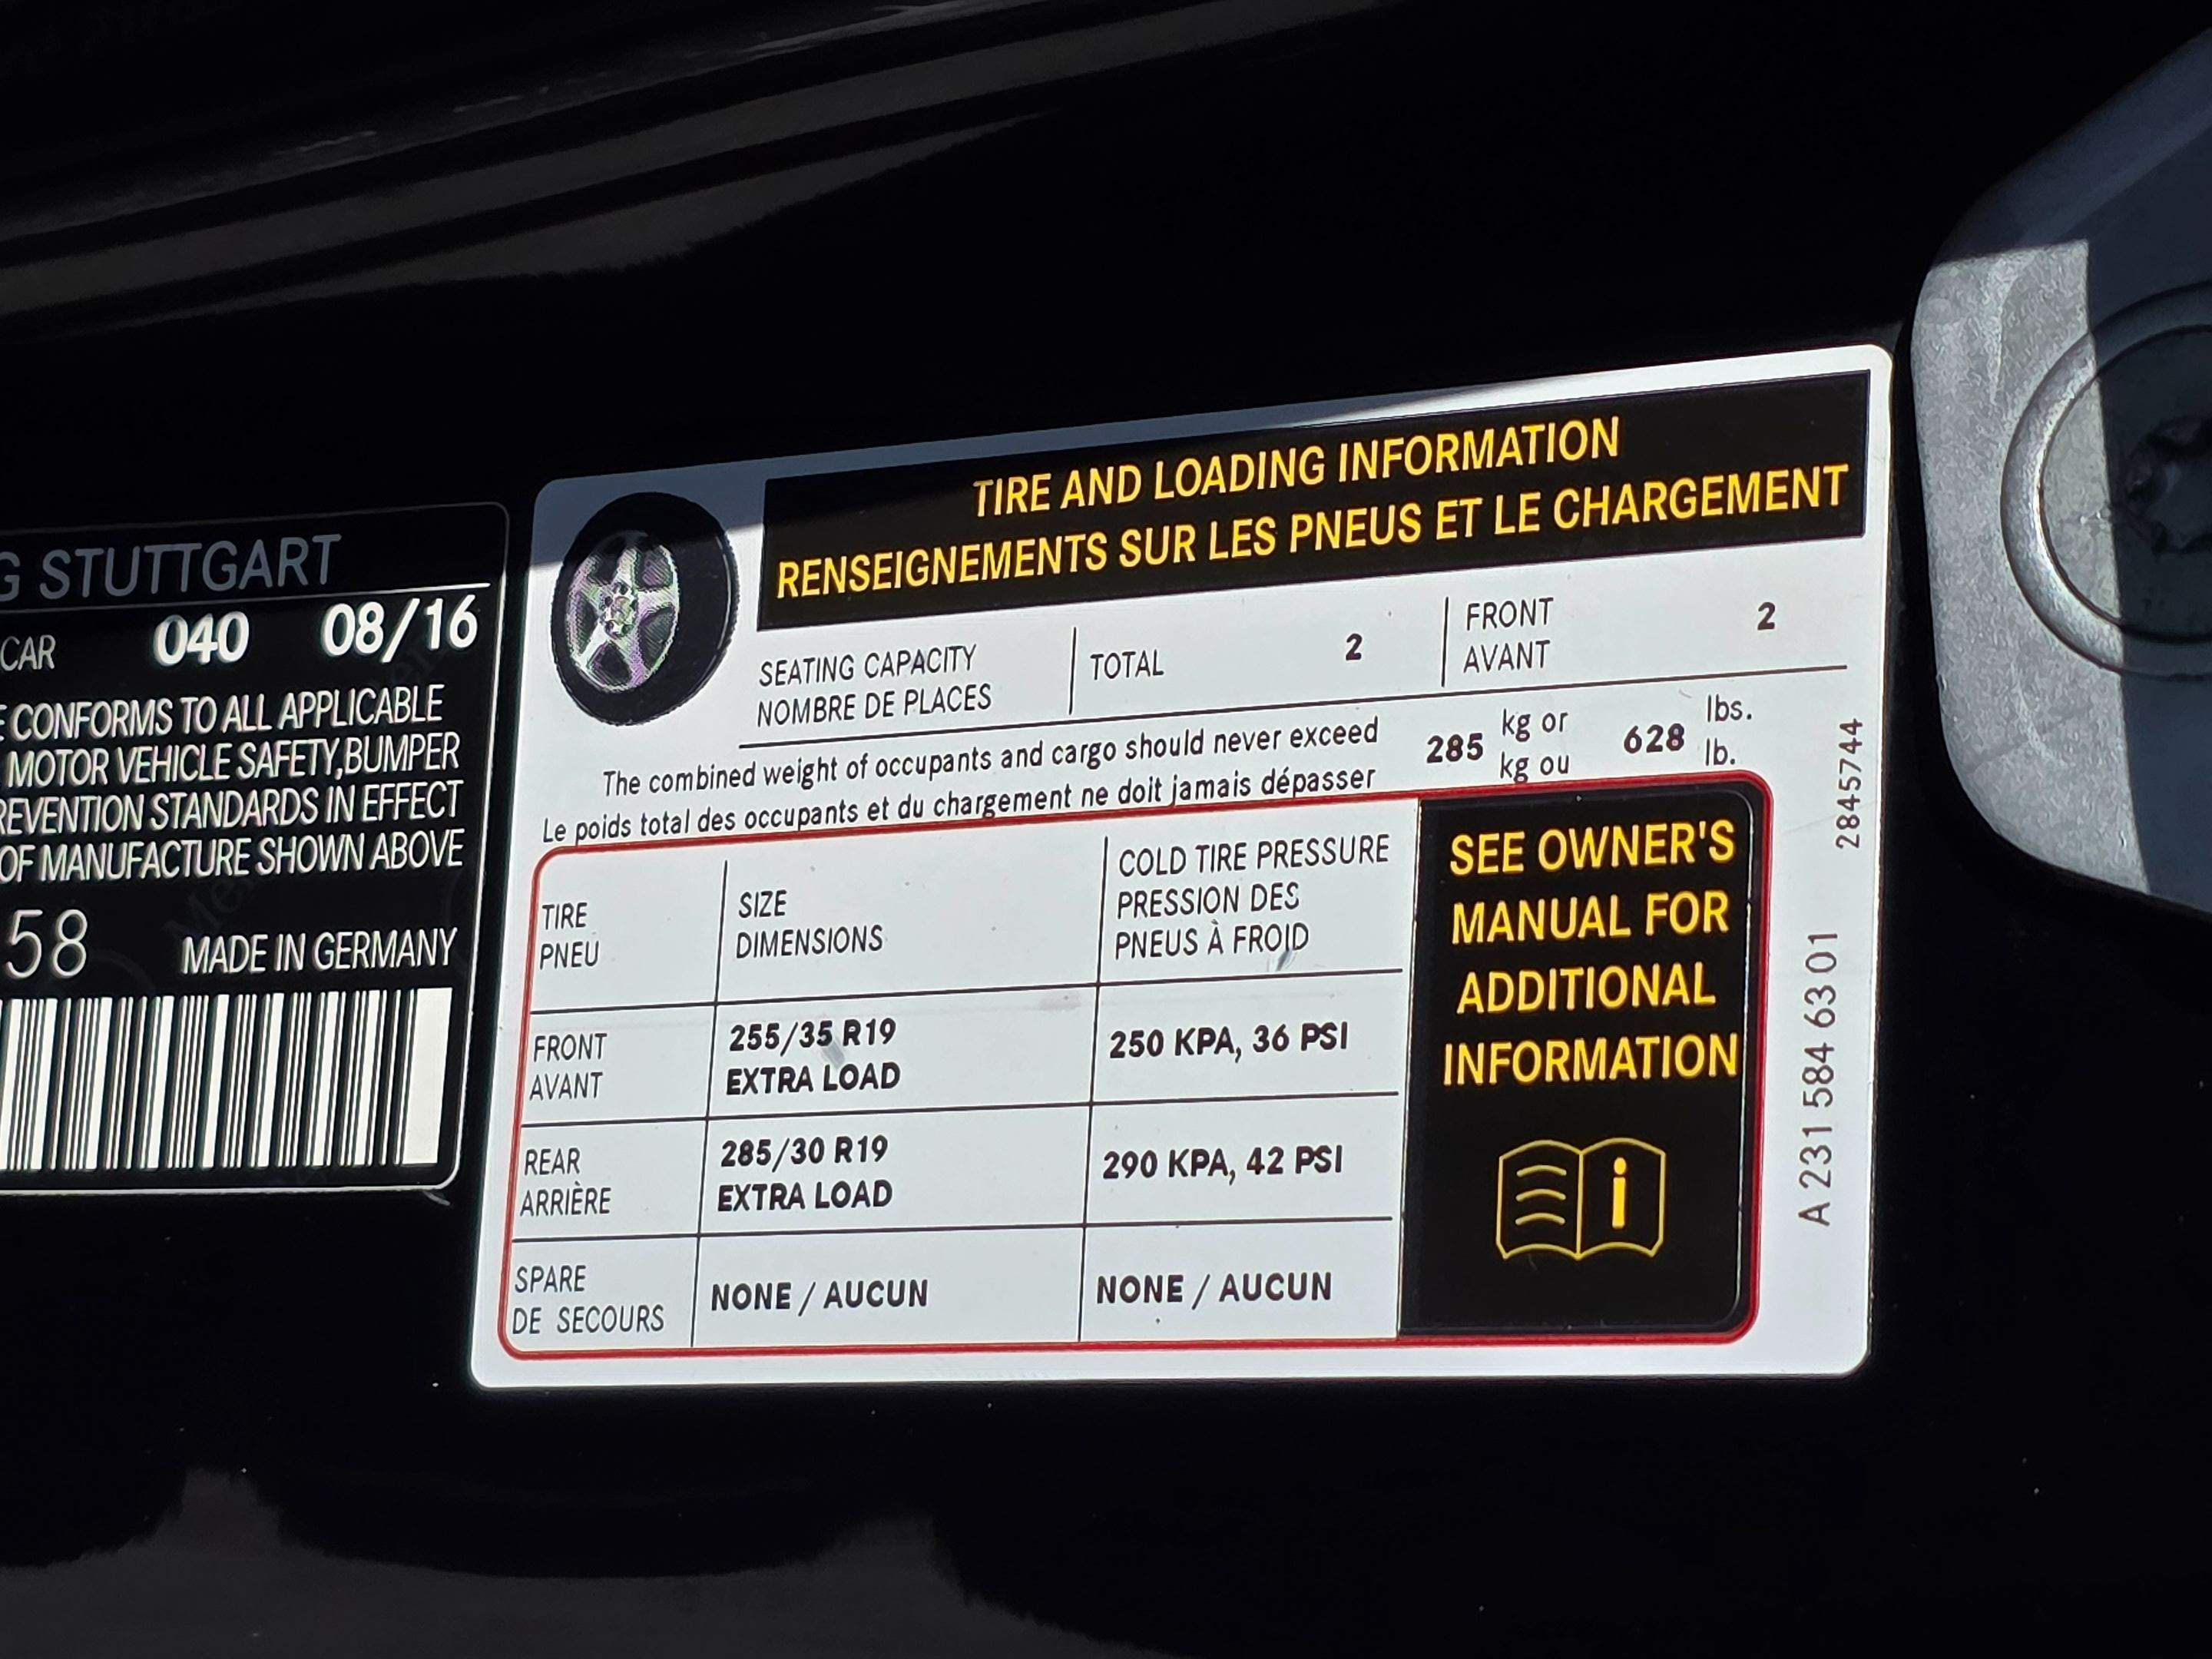 G STUTTGART
CAR 040 08/16
E CONFORMS TO ALL APPLICABLE
MOTOR VEHICLE SAFETY,BUMPER
REVENTION STANDARDS IN EFFECT
OF MANUFACTURE SHOWN ABOVE
58 MADE IN GERMANY
TIRE AND LOADING INFORMATION
RENSEIGNEMENTS SUR LES PNEUS ET LE CHARGEMENT
SEATING CAPACITY
NOMBRE DE PLACES
TOTAL 2
FRONT
AVANT
2
The combined weight of occupants and cargo should never exceed
Le poids total des occupants et du chargement ne doit jamais dépasser
285 kg or
kg ou
628 lbs.
lb.
TIRE
PNEU
SIZE
DIMENSIONS
COLD TIRE PRESSURE
PRESSION DES
PNEUS À FROID
FRONT
AVANT
255/35 R19
EXTRA LOAD
250 KPA, 36 PSI
REAR
ARRIÈRE
285/30 R19
EXTRA LOAD
290 KPA, 42 PSI
SPARE
DE SECOURS
NONE / AUCUN
NONE / AUCUN
SEE OWNER'S
MANUAL FOR
ADDITIONAL
INFORMATION
i
A 231 584 63 01
2845744